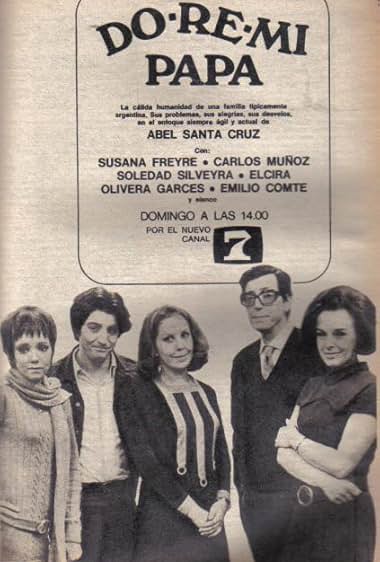 DO-RE-MI
PAPA
La cálida humanidad de una familia típicamente
argentina. Sus problemas, sus alegrías, sus desvelos,
en el enfoque siempre ágil y actual de
ABEL SANTA CRUZ
Con:
SUSANA FREYRE • CARLOS MUÑOZ
SOLEDAD SILVEYRA • ELCIRA
OLIVERA GARCES • EMILIO COMTE
y elenco
DOMINGO A LAS 14.00
POR EL NUEVO
CANAL 7